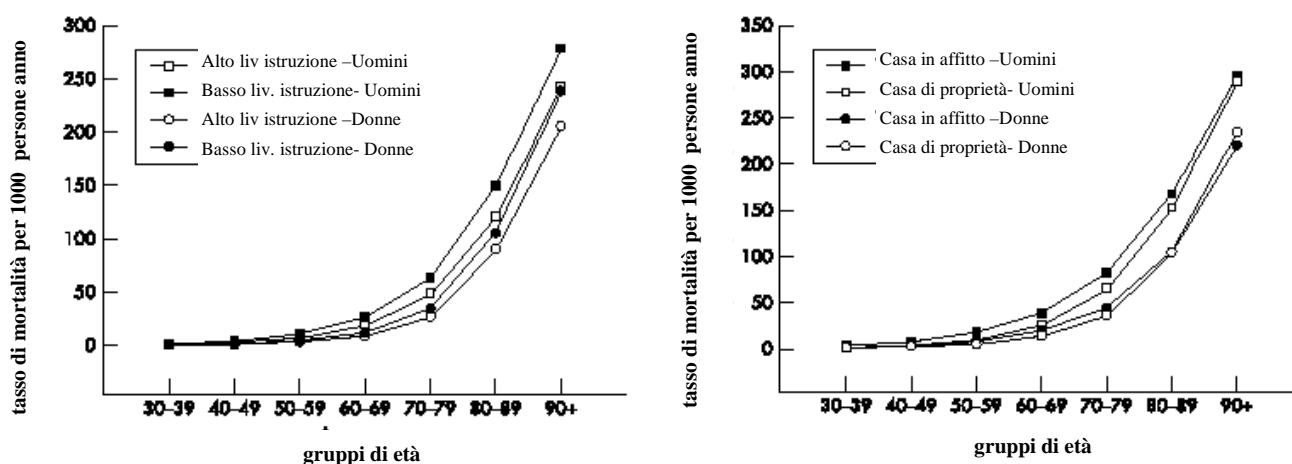 tasso di mortalità per 1000 persone anno
300
250
200
150
100
50
0
Alto liv istruzione –Uomini
Basso liv. istruzione- Uomini
Alto liv istruzione –Donne
Basso liv. istruzione- Donne
30–39 40–49 50–59 60–69 70–79 80–89 90+
gruppi di età
tasso di mortalità per 1000 persone anno
350
300
250
200
150
100
50
0
Casa in affitto –Uomini
Casa di proprietà- Uomini
Casa in affitto –Donne
Casa di proprietà- Donne
30–39 40–49 50–59 60–69 70–79 80–89 90+
gruppi di età